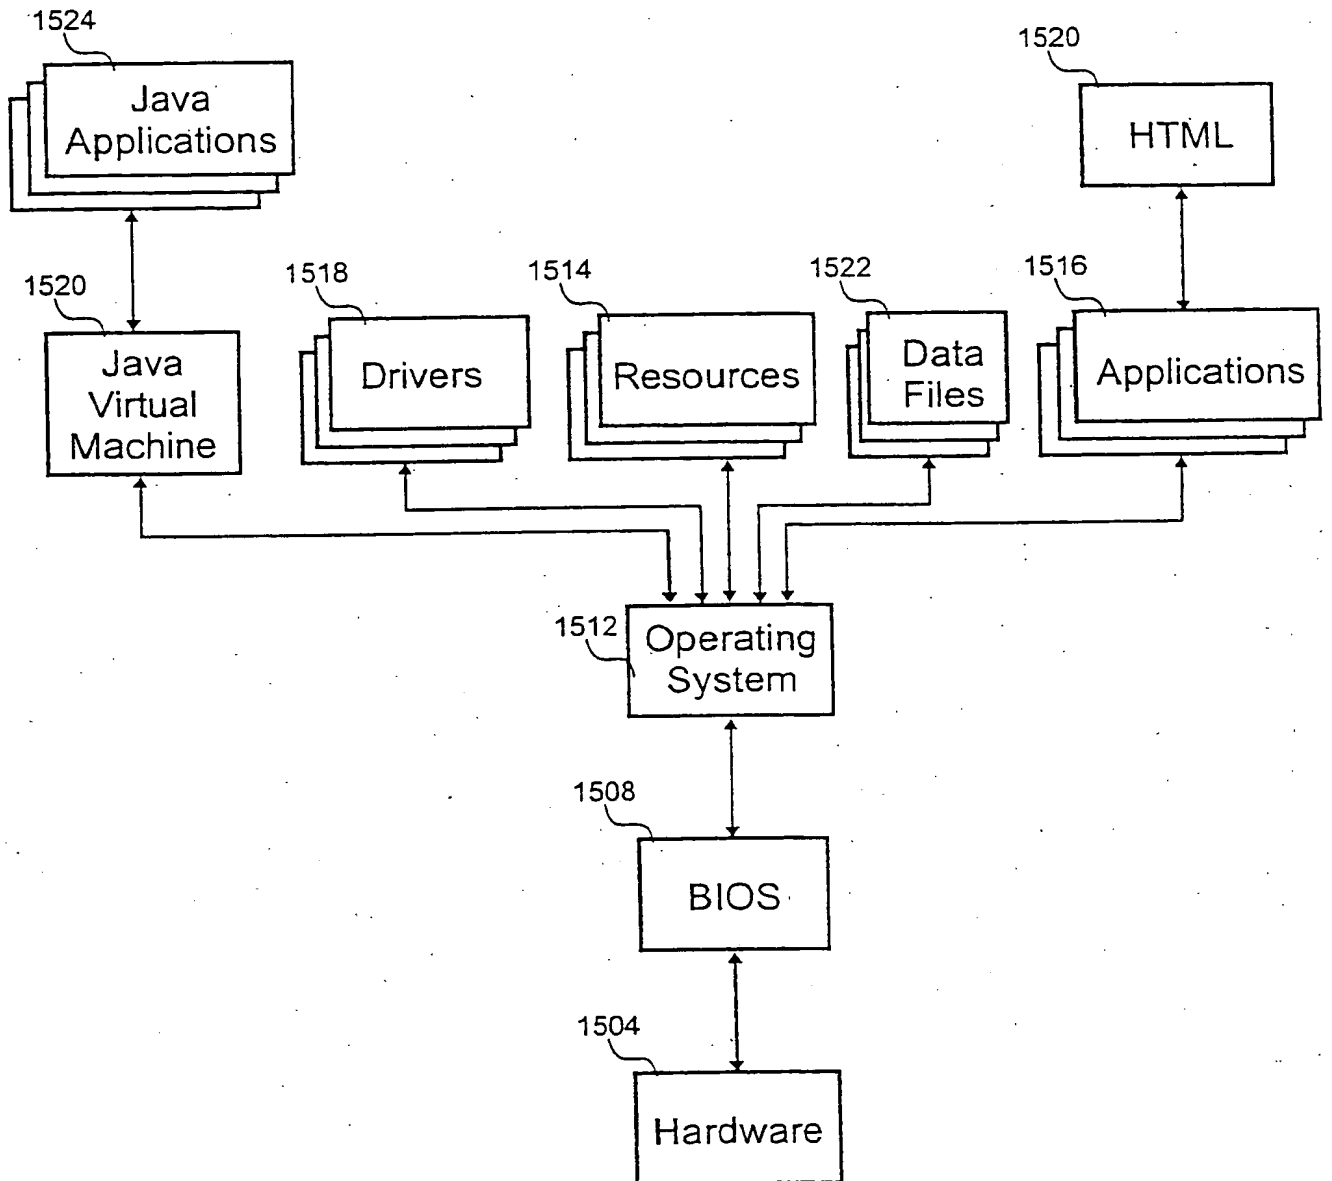 1524
Java
Applications
1520
HTML
1520
Java
Virtual
Machine
1518
Drivers
1514
Resources
1522
Data
Files
1516
Applications
1512
Operating
System
1508
BIOS
1504
Hardware